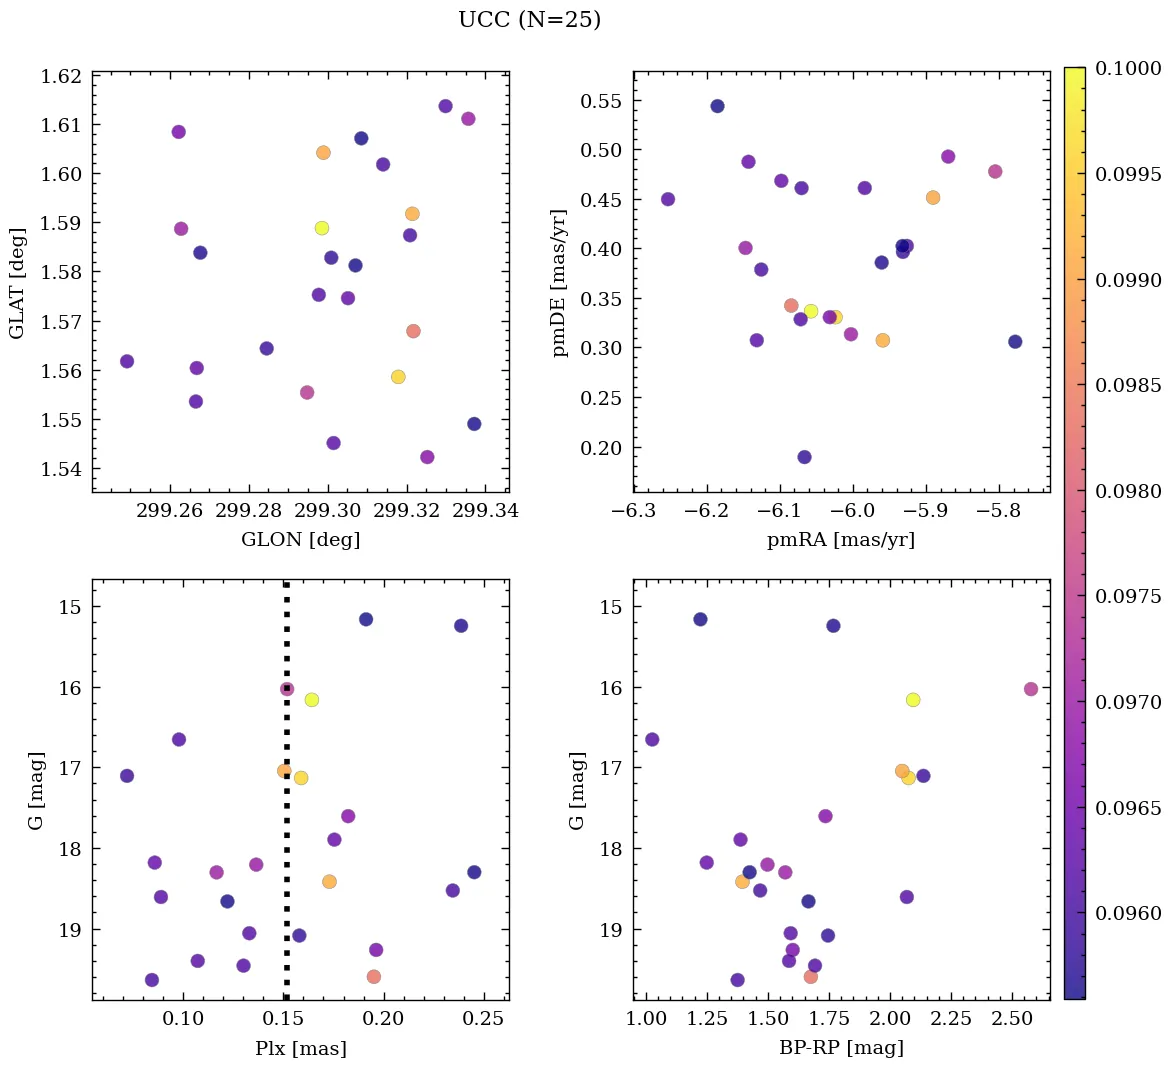 UCC (N=25)
1.62
1.61
1.60
1.59
1.58
1.57
1.56
1.55
1.54
GLAT [deg]
299.26 299.28 299.30 299.32 299.34
GLON [deg]
0.55
0.50
0.45
0.40
0.35
0.30
0.25
0.20
pmDE [mas/yr]
−6.3 −6.2 −6.1 −6.0 −5.9 −5.8
pmRA [mas/yr]
15
16
17
18
19
G [mag]
0.10 0.15 0.20 0.25
Plx [mas]
15
16
17
18
19
G [mag]
1.00 1.25 1.50 1.75 2.00 2.25 2.50
BP-RP [mag]
0.1000
0.0995
0.0990
0.0985
0.0980
0.0975
0.0970
0.0965
0.0960